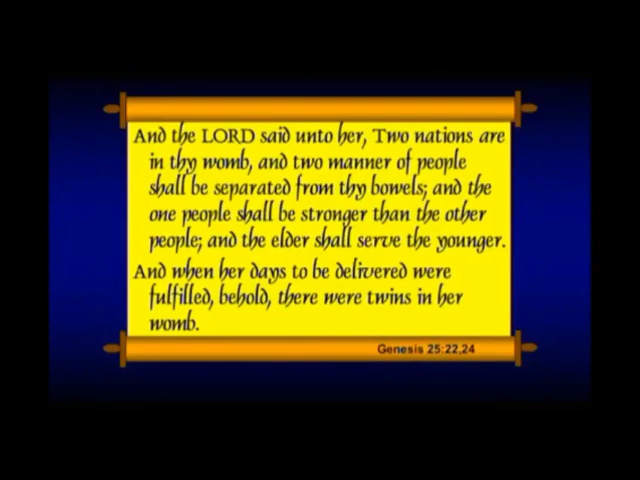 And the LORD said unto her, Two nations are
in thy womb, and two manner of people
shall be separated from thy bowels; and the
one people shall be stronger than the other
people; and the elder shall serve the younger.
And when her days to be delivered were
fulfilled, behold, there were twins in her
womb.
Genesis 25:22,24